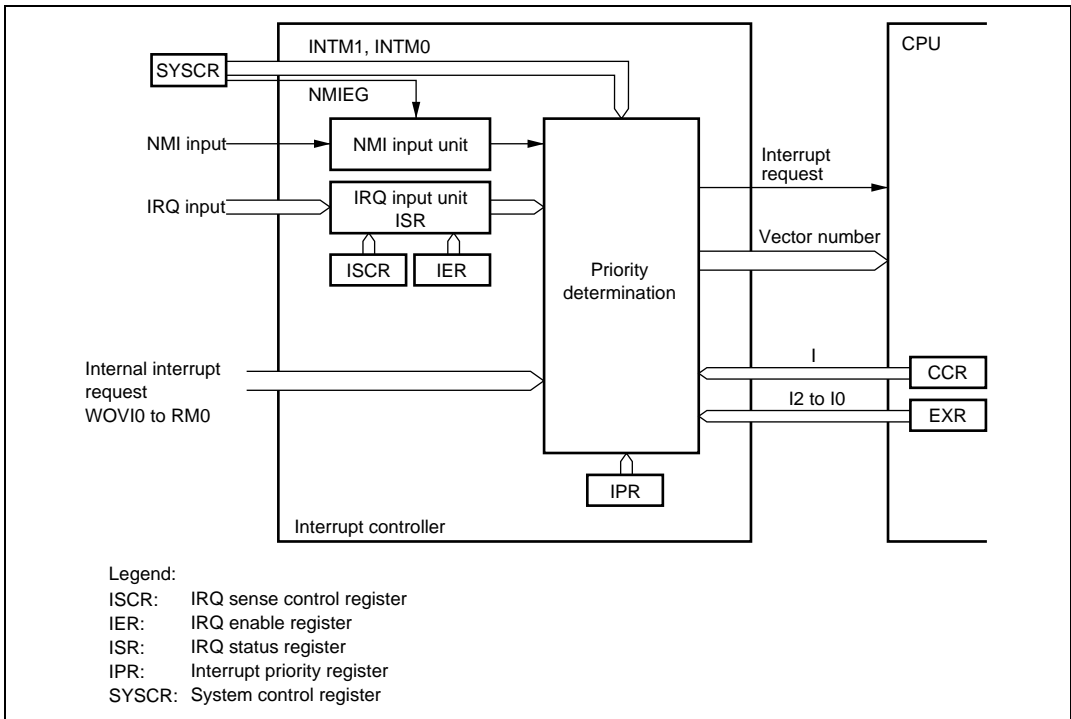 INTM1, INTM0
CPU
SYSCR
NMIEG
NMI input
NMI input unit
Interrupt
request
IRQ input
IRQ input unit
ISR
Vector number
ISCR
IER
Priority
determination
Internal interrupt
request
WOVI0 to RM0
I
CCR
I2 to I0
EXR
IPR
Interrupt controller
Legend:
ISCR: IRQ sense control register
IER: IRQ enable register
ISR: IRQ status register
IPR: Interrupt priority register
SYSCR: System control register